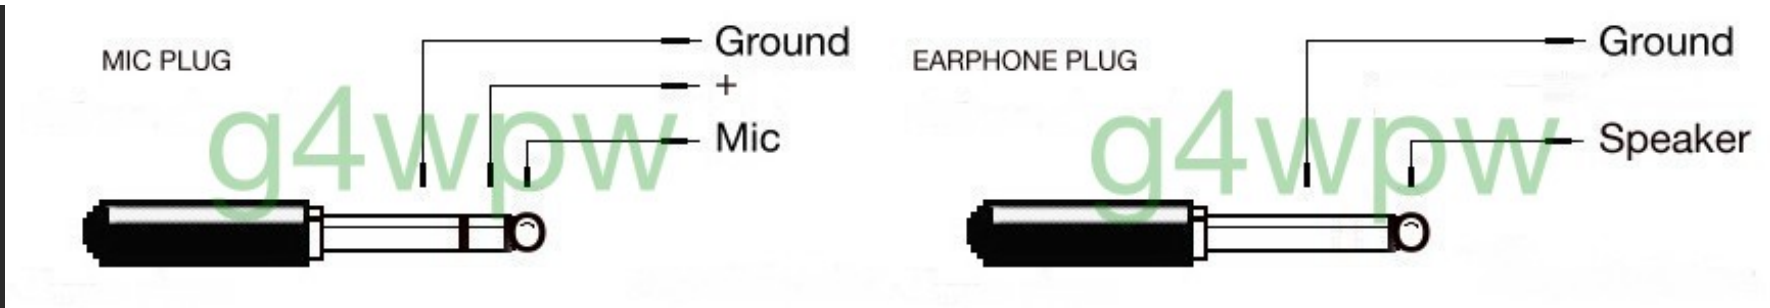 MIC PLUG
Ground
+
Mic
g4wpw
EARPHONE PLUG
Ground
Speaker
g4wpw